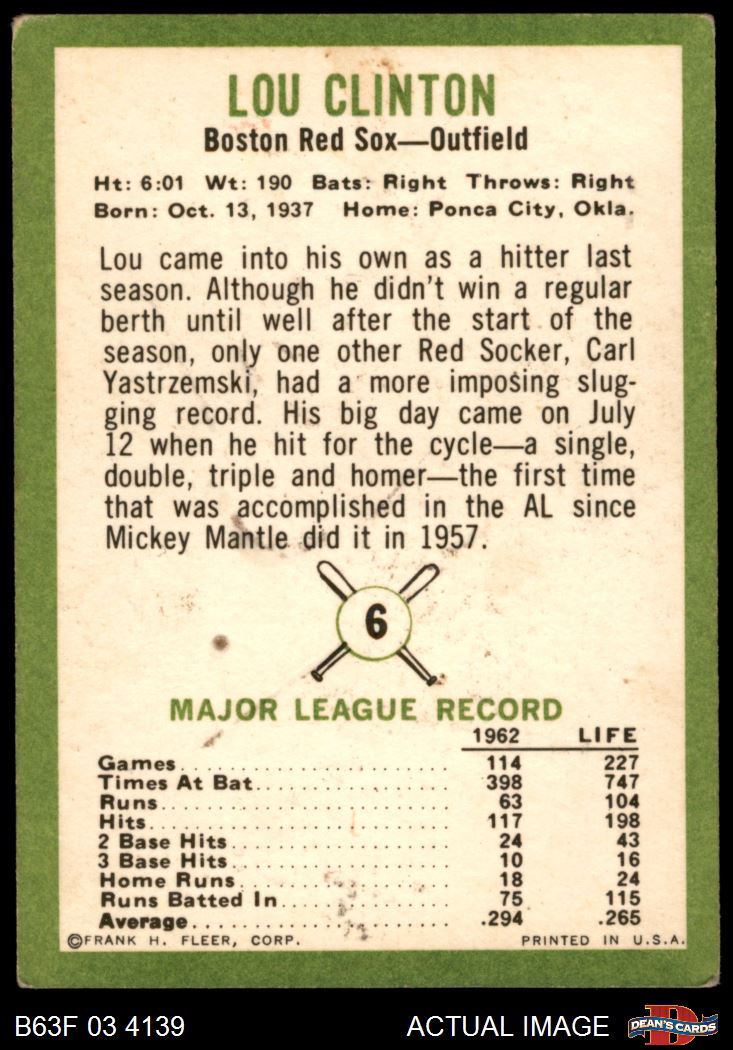 LOU CLINTON
Boston Red Sox—Outfield
Ht: 6:01 Wt: 190 Bats: Right Throws: Right
Born: Oct. 13, 1937 Home: Ponca City, Okla.
Lou came into his own as a hitter last
season. Although he didn't win a regular
berth until well after the start of the
season, only one other Red Socker, Carl
Yastrzemski, had a more imposing slug-
ging record. His big day came on July
12 when he hit for the cycle—a single,
double, triple and homer—the first time
that was accomplished in the AL since
Mickey Mantle did it in 1957.
6
MAJOR LEAGUE RECORD
1962 LIFE
Games 114 227
Times At Bat 398 747
Runs 63 104
Hits 117 198
2 Base Hits 24 43
3 Base Hits 10 16
Home Runs 18 24
Runs Batted In 75 115
Average .294 .265
©FRANK H. FLEER, CORP. PRINTED IN U.S.A.
B63F 03 4139 ACTUAL IMAGE DEAN'S CARDS